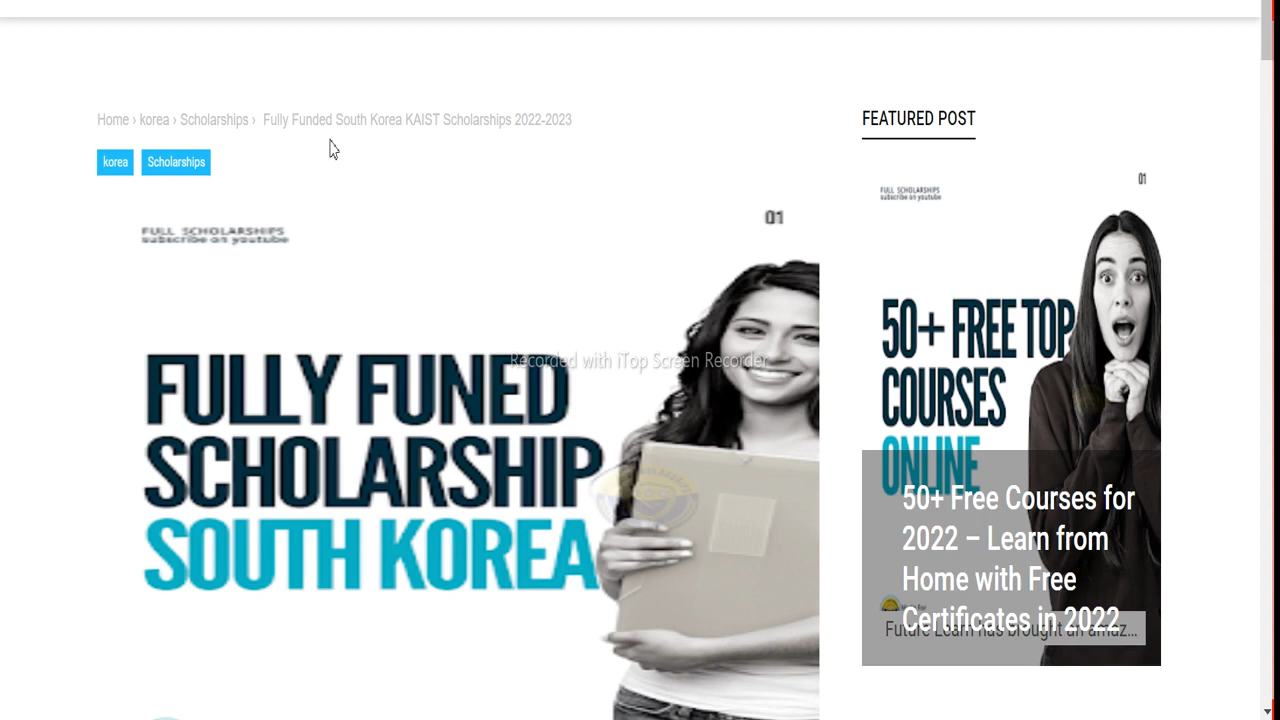 Home › korea › Scholarships › Fully Funded South Korea KAIST Scholarships 2022-2023
korea Scholarships
FULL SCHOLARSHIPS
subscribe on youtube
01
FULLY FUNED
SCHOLARSHIP
SOUTH KOREA
Recorded with iTop Screen Recorder
FEATURED POST
FULL SCHOLARSHIPS
subscribe on youtube
01
50+ FREE TOP
COURSES
ONLINE
50+ Free Courses for
2022 – Learn from
Home with Free
Certificates in 2022
Future Learn has brought an amaz...